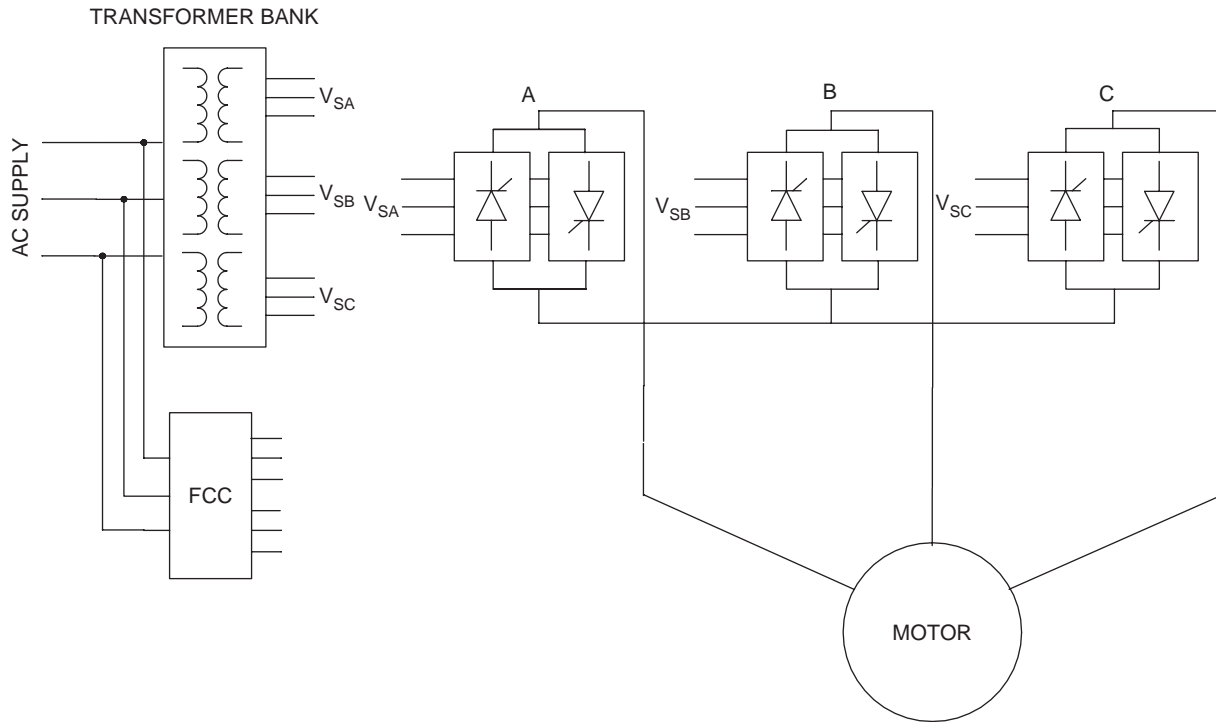 TRANSFORMER BANK
AC SUPPLY
V_SA
V_SB
V_SC
FCC
A
V_SA
B
V_SB
C
V_SC
MOTOR